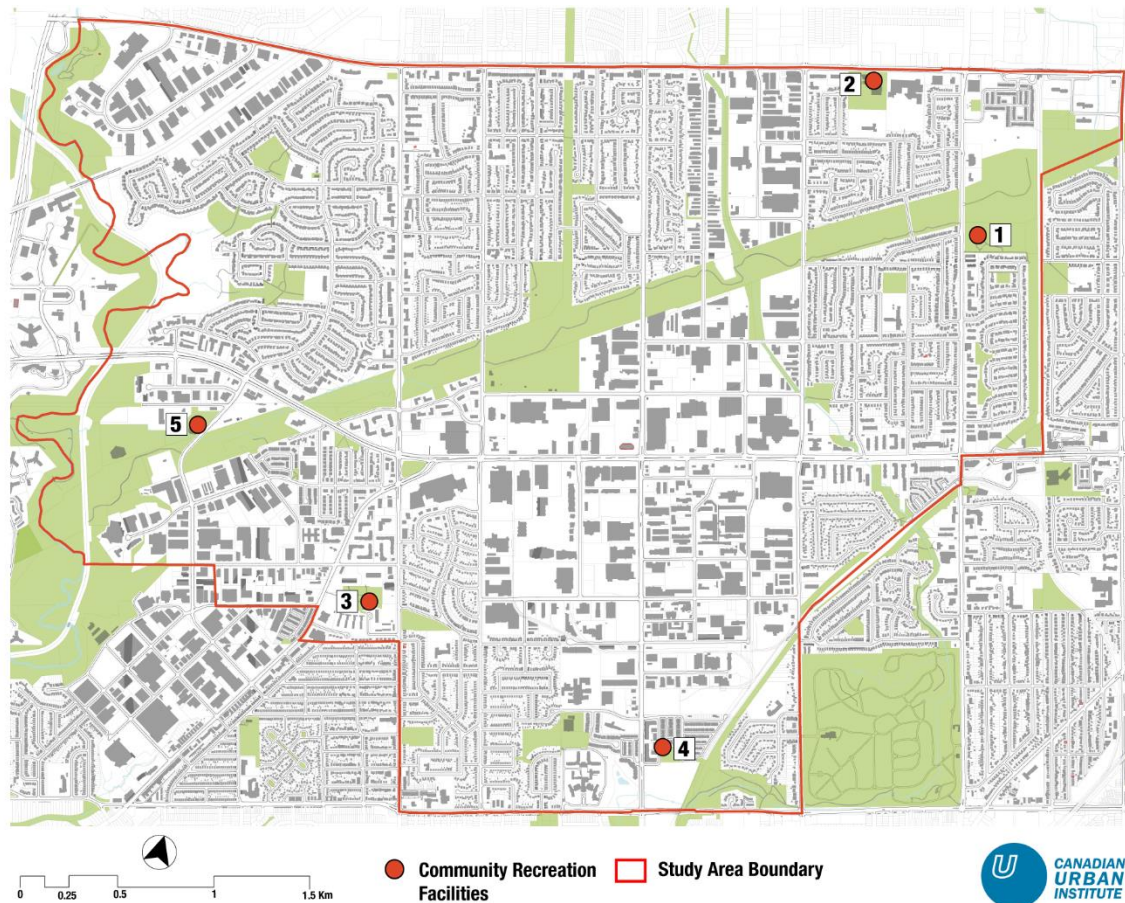 2
1
5
3
4
Community Recreation
Facilities
Study Area Boundary
0 0.25 0.5 1 1.5 Km
U
CANADIAN
URBAN
INSTITUTE